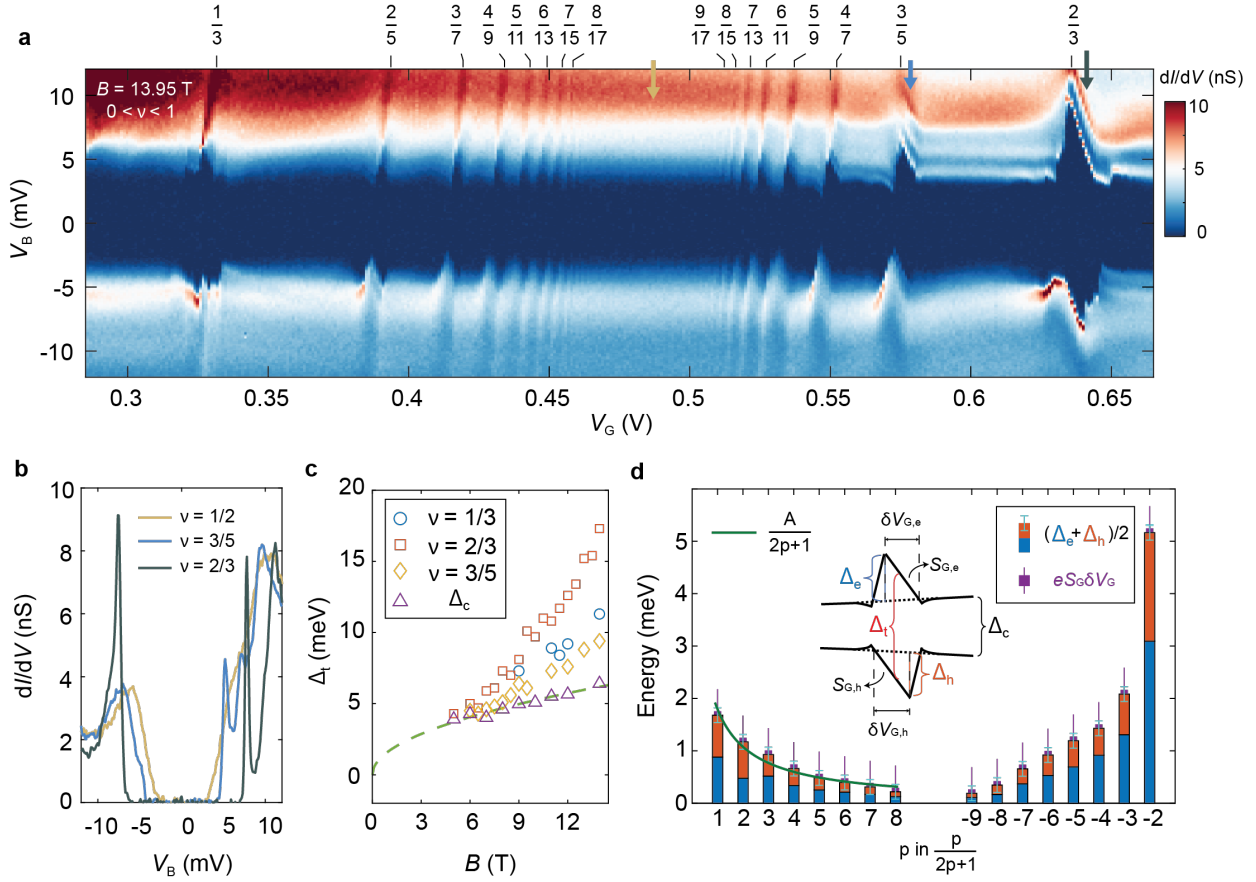 1/3 2/5 3/7 4/9 5/11 6/13 7/15 8/17 9/17 8/15 7/13 6/11 5/9 4/7 3/5 2/3
a
B = 13.95 T
0 < ν < 1
dI/dV (nS)
10
0
10
5
0
-5
-10
V_B (mV)
0.3 0.35 0.4 0.45 0.5 0.55 0.6 0.65
V_G (V)
b
10
8
6
4
2
0
dI/dV (nS)
ν = 1/2
ν = 3/5
ν = 2/3
-10 -5 0 5 10
V_B (mV)
c
20
15
10
5
0
Δ_t (meV)
ν = 1/3
ν = 2/3
ν = 3/5
Δ_c
0 3 6 9 12
B (T)
d
5
4
3
2
1
0
Energy (meV)
A/(2p+1)
δV_G,e
S_G,e
Δ_e
Δ_t
Δ_c
Δ_h
S_G,h
δV_G,h
(Δ_e+Δ_h)/2
eS_GδV_G
1 2 3 4 5 6 7 8 -9 -8 -7 -6 -5 -4 -3 -2
p in p/(2p+1)